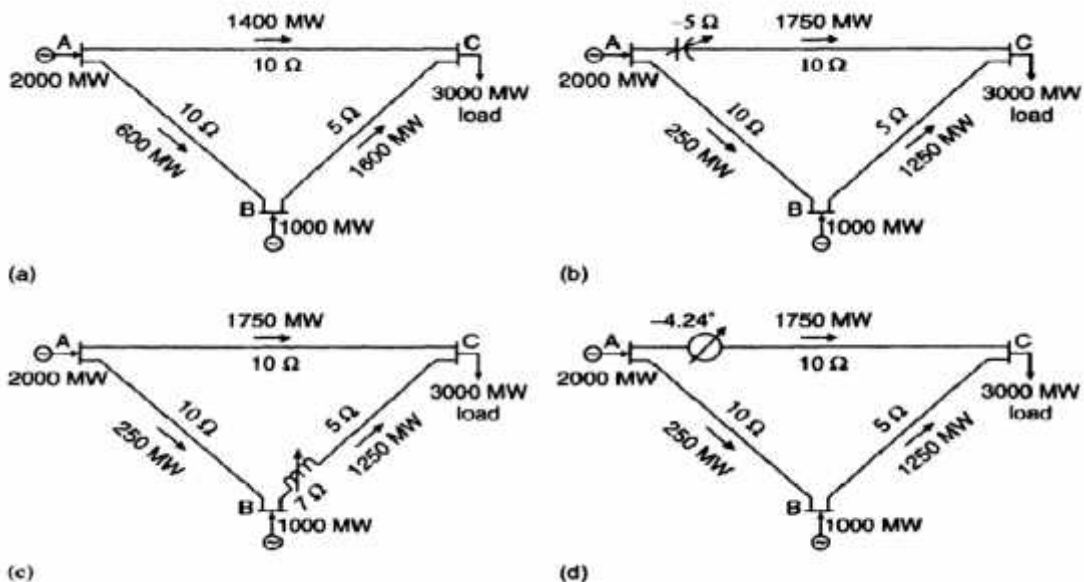 1400 MW
A
10 Ω
C
2000 MW
3000 MW
load
10 Ω
5 Ω
600 MW
1600 MW
B
1000 MW
(a)
–5 Ω
1750 MW
A
10 Ω
C
2000 MW
3000 MW
load
10 Ω
5 Ω
250 MW
1250 MW
B
1000 MW
(b)
1750 MW
A
10 Ω
C
2000 MW
3000 MW
load
10 Ω
5 Ω
250 MW
1250 MW
7 Ω
B
1000 MW
(c)
–4.24°
1750 MW
A
10 Ω
C
2000 MW
3000 MW
load
10 Ω
5 Ω
250 MW
1250 MW
B
1000 MW
(d)